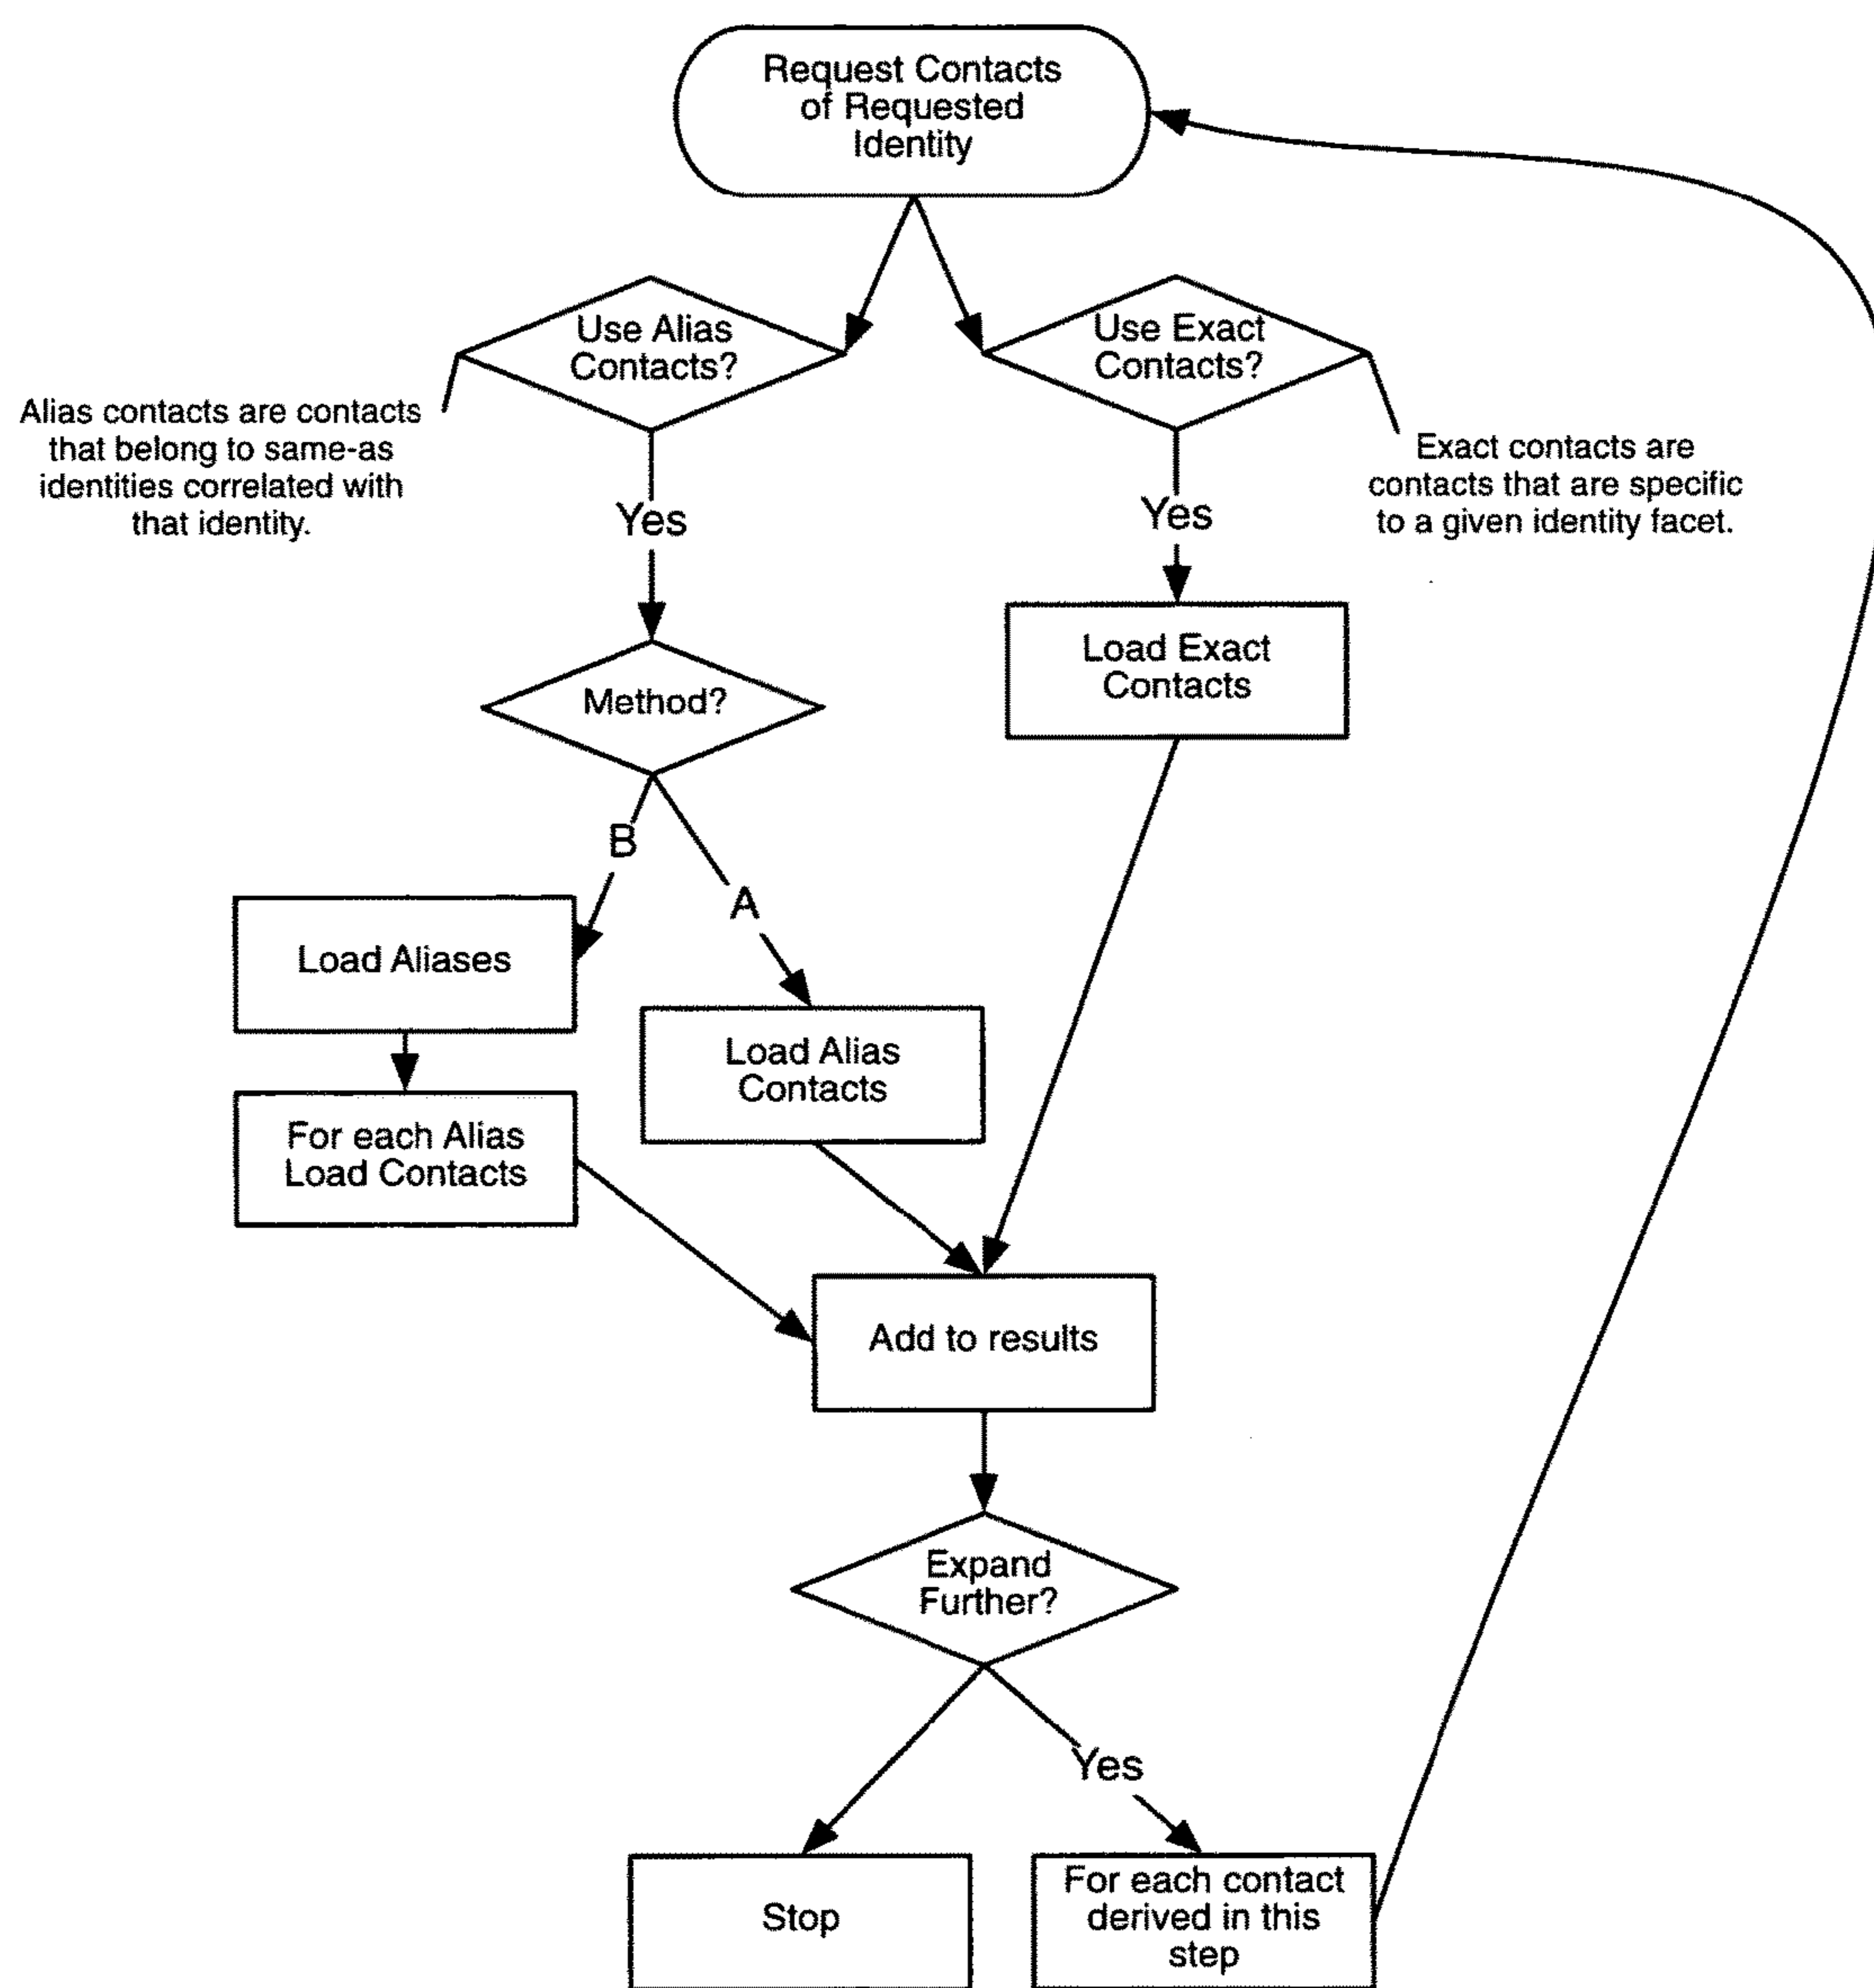 Request Contacts
of Requested
Identity
Use Alias
Contacts?
Use Exact
Contacts?
Alias contacts are contacts
that belong to same-as
identities correlated with
that identity.
Exact contacts are
contacts that are specific
to a given identity facet.
Yes
Yes
Load Exact
Contacts
Method?
B
A
Load Aliases
Load Alias
Contacts
For each Alias
Load Contacts
Add to results
Expand
Further?
Yes
Stop
For each contact
derived in this
step